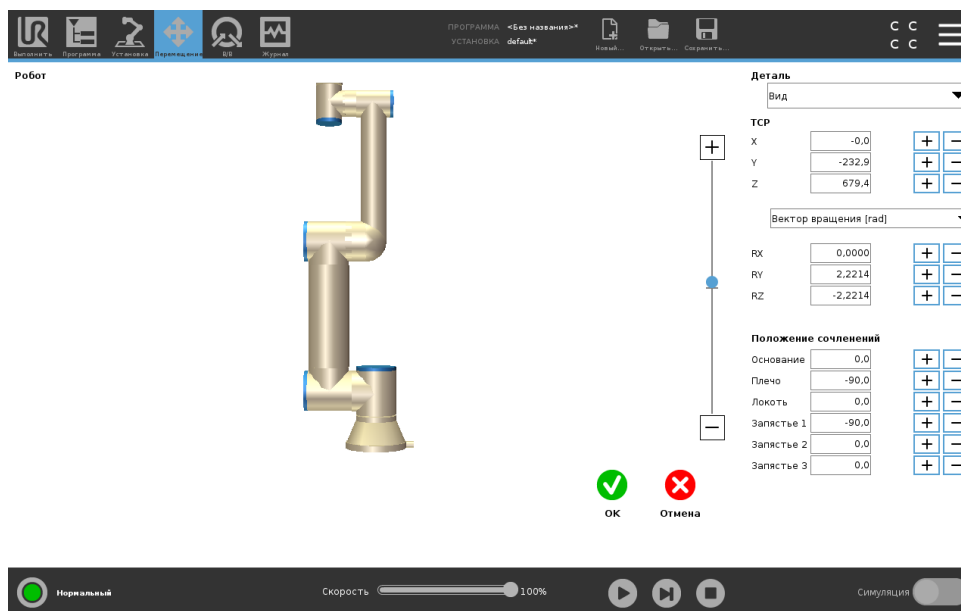 UR
Выполнить Программа Установка Перемещение В/В Журнал
ПРОГРАММА <Без названия>*
УСТАНОВКА default*
Новый... Открыть... Сохранить...
C C
C C
Робот
Деталь
Вид
TCP
X -0,0 + −
Y -232,9 + −
Z 679,4 + −
Вектор вращения [rad]
RX 0,0000 + −
RY 2,2214 + −
RZ -2,2214 + −
Положение сочленений
Основание 0,0 + −
Плечо -90,0 + −
Локоть 0,0 + −
Запястье 1 -90,0 + −
Запястье 2 0,0 + −
Запястье 3 0,0 + −
OK Отмена
Нормальный
Скорость 100%
Симуляция